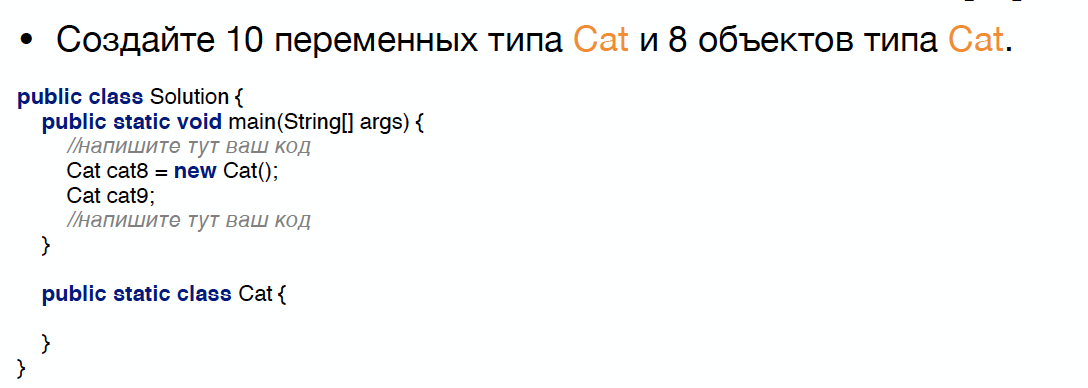 • Создайте 10 переменных типа Cat и 8 объектов типа Cat.
public class Solution {
public static void main(String[] args) {
//напишите тут ваш код
Cat cat8 = new Cat();
Cat cat9;
//напишите тут ваш код
}
public static class Cat {
}
}